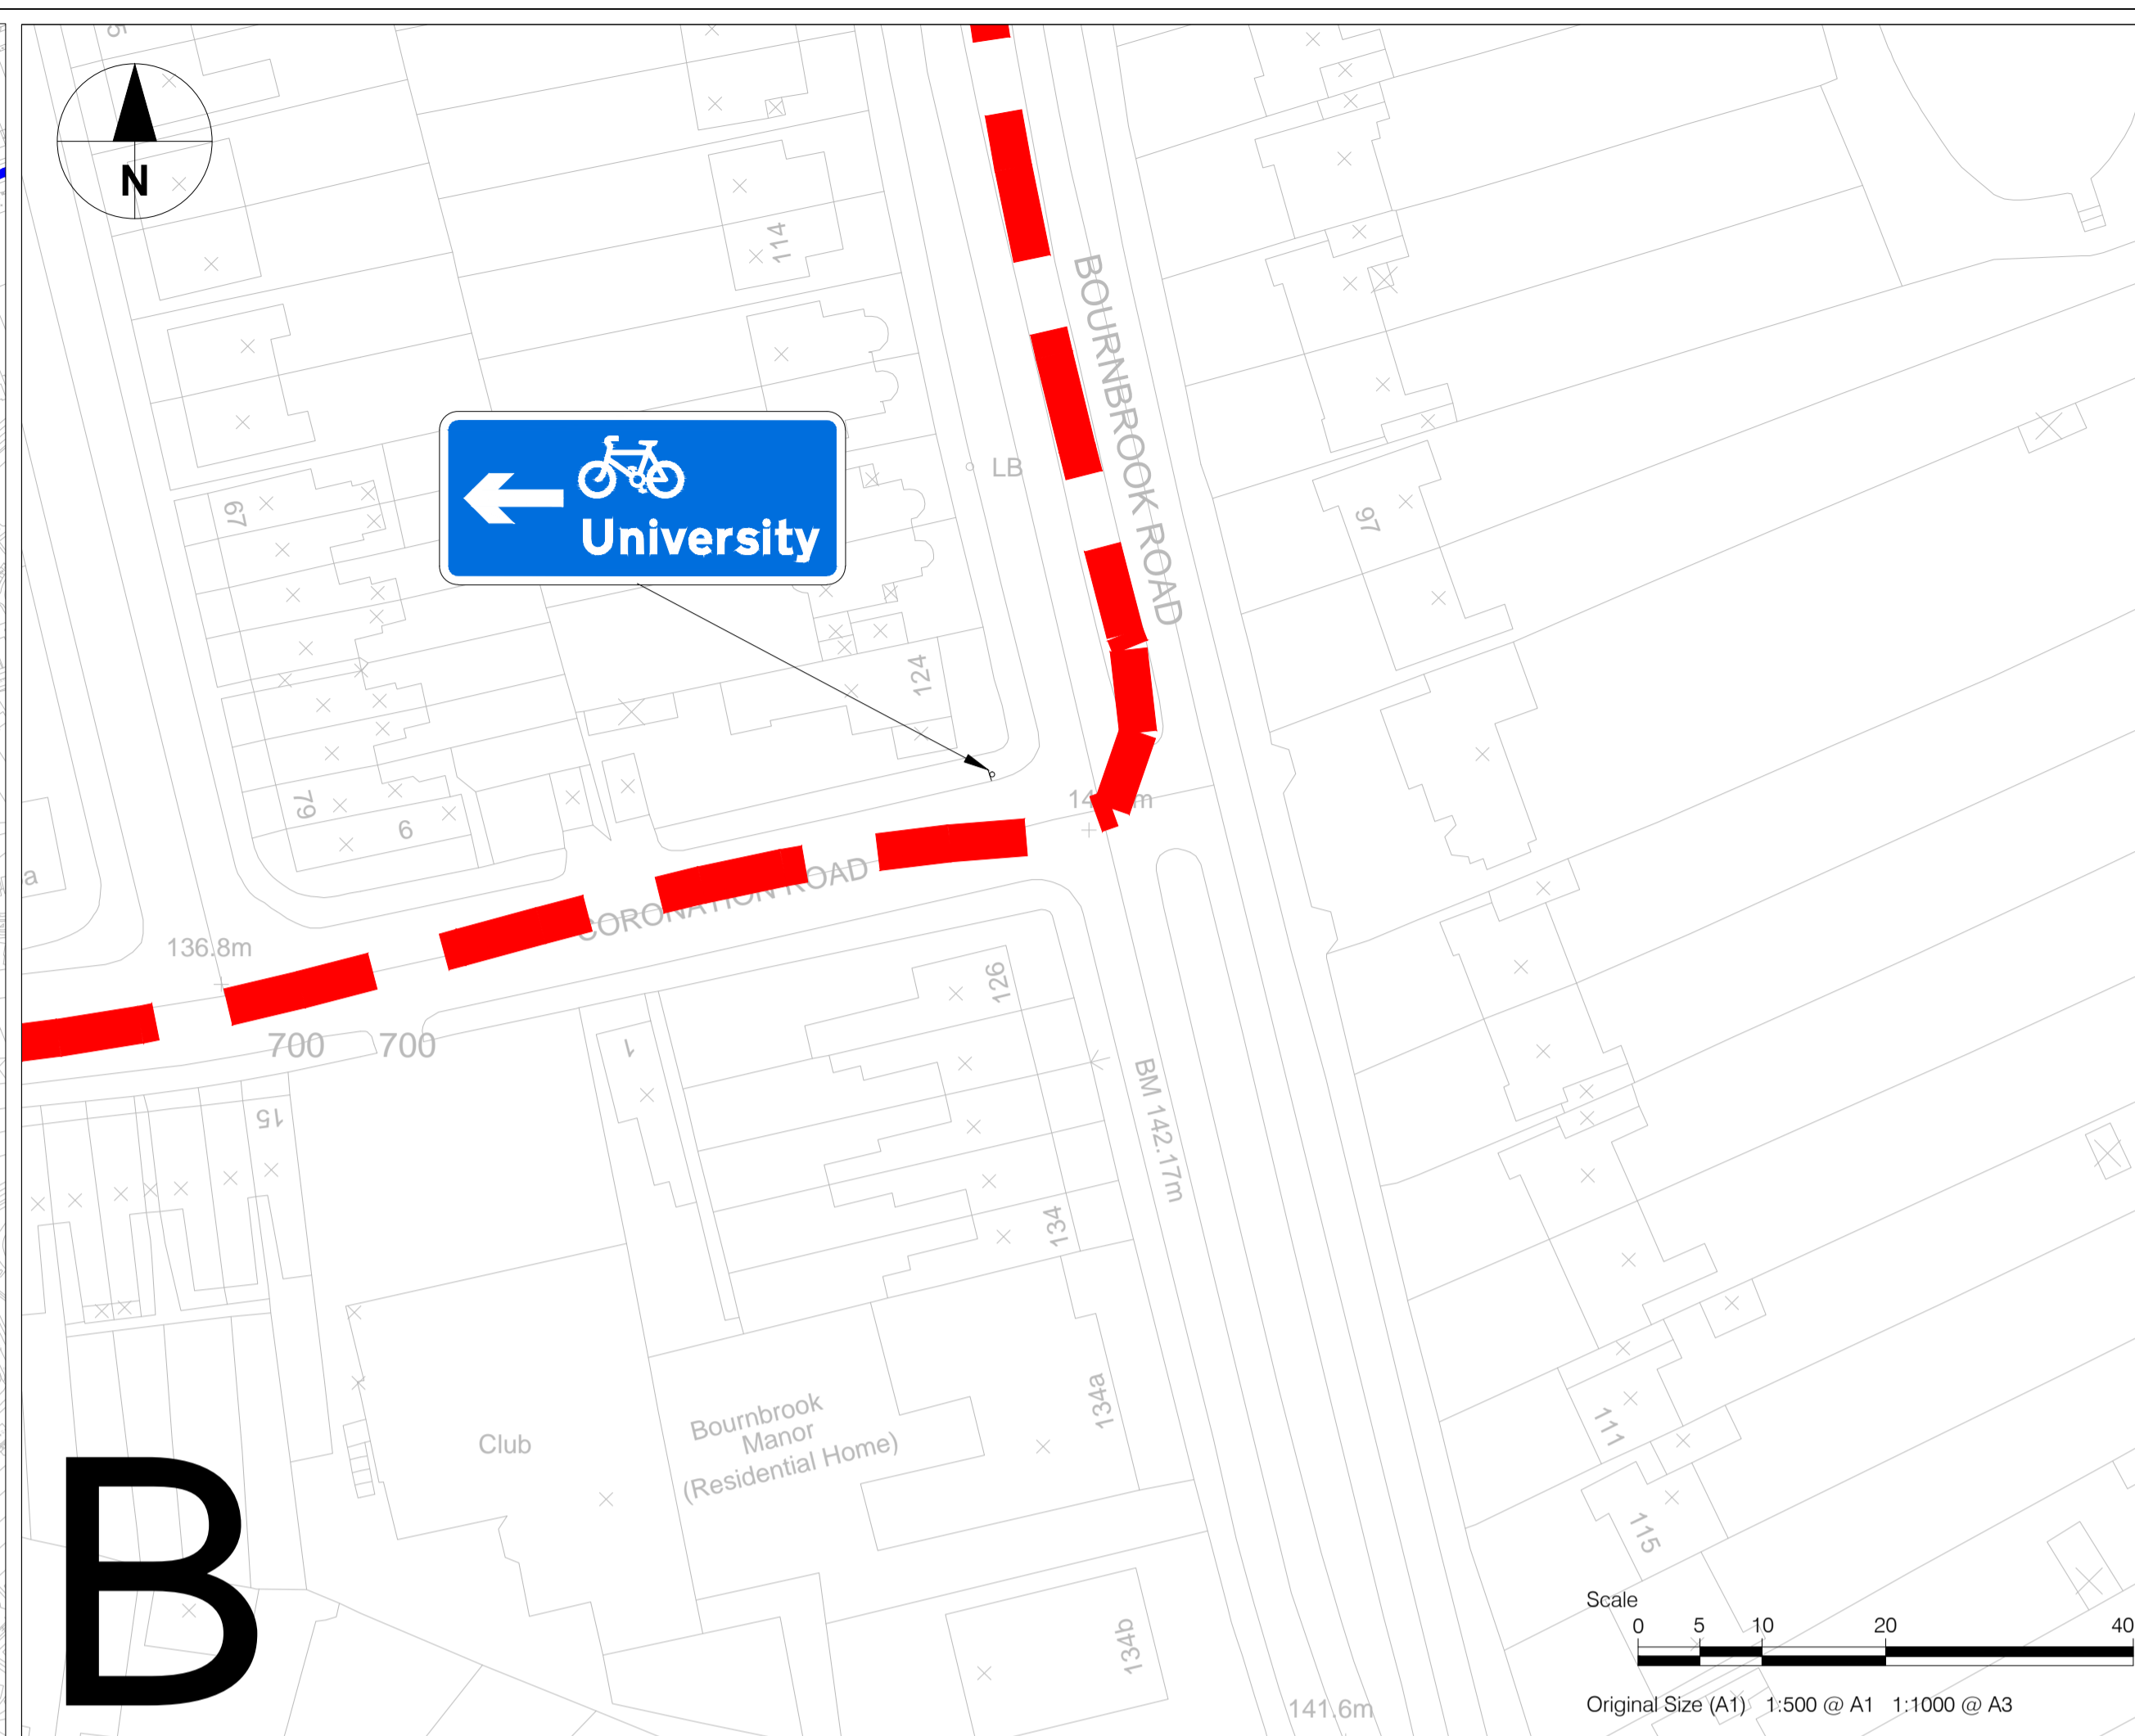 N
114
BOURNBROOK ROAD
LB
University
67
97
124
79
9
CORONATION ROAD
136.8m
700
700
126
1
15
BM 142.17m
134
134a
Club
Bournbrook
Manor
(Residential Home)
111
115
134b
141.6m
B
Scale
0 5 10 20 40
Original Size (A1) 1:500 @ A1 1:1000 @ A3